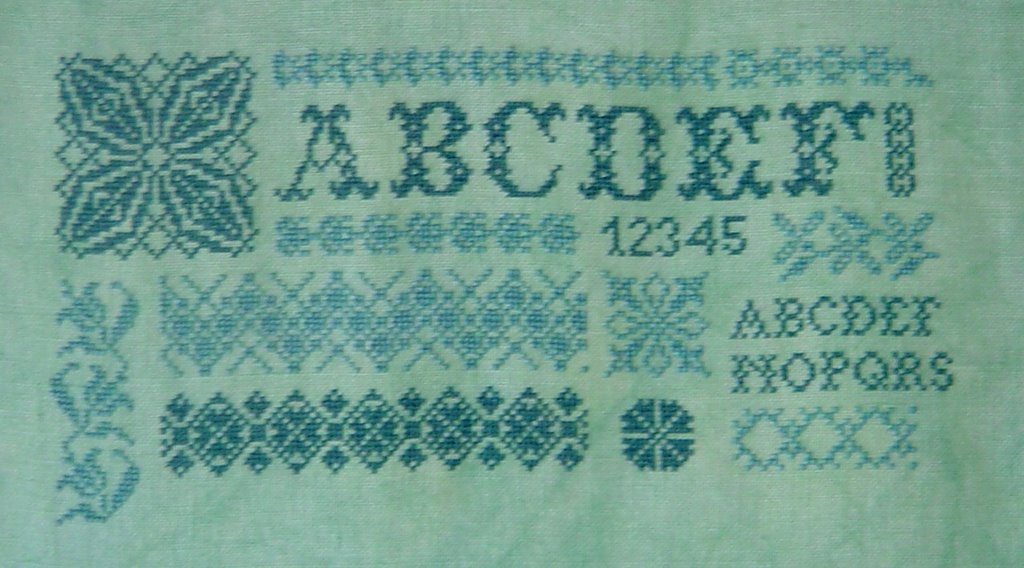 ABCDEF
12345
ABCDEF
NOPQRS